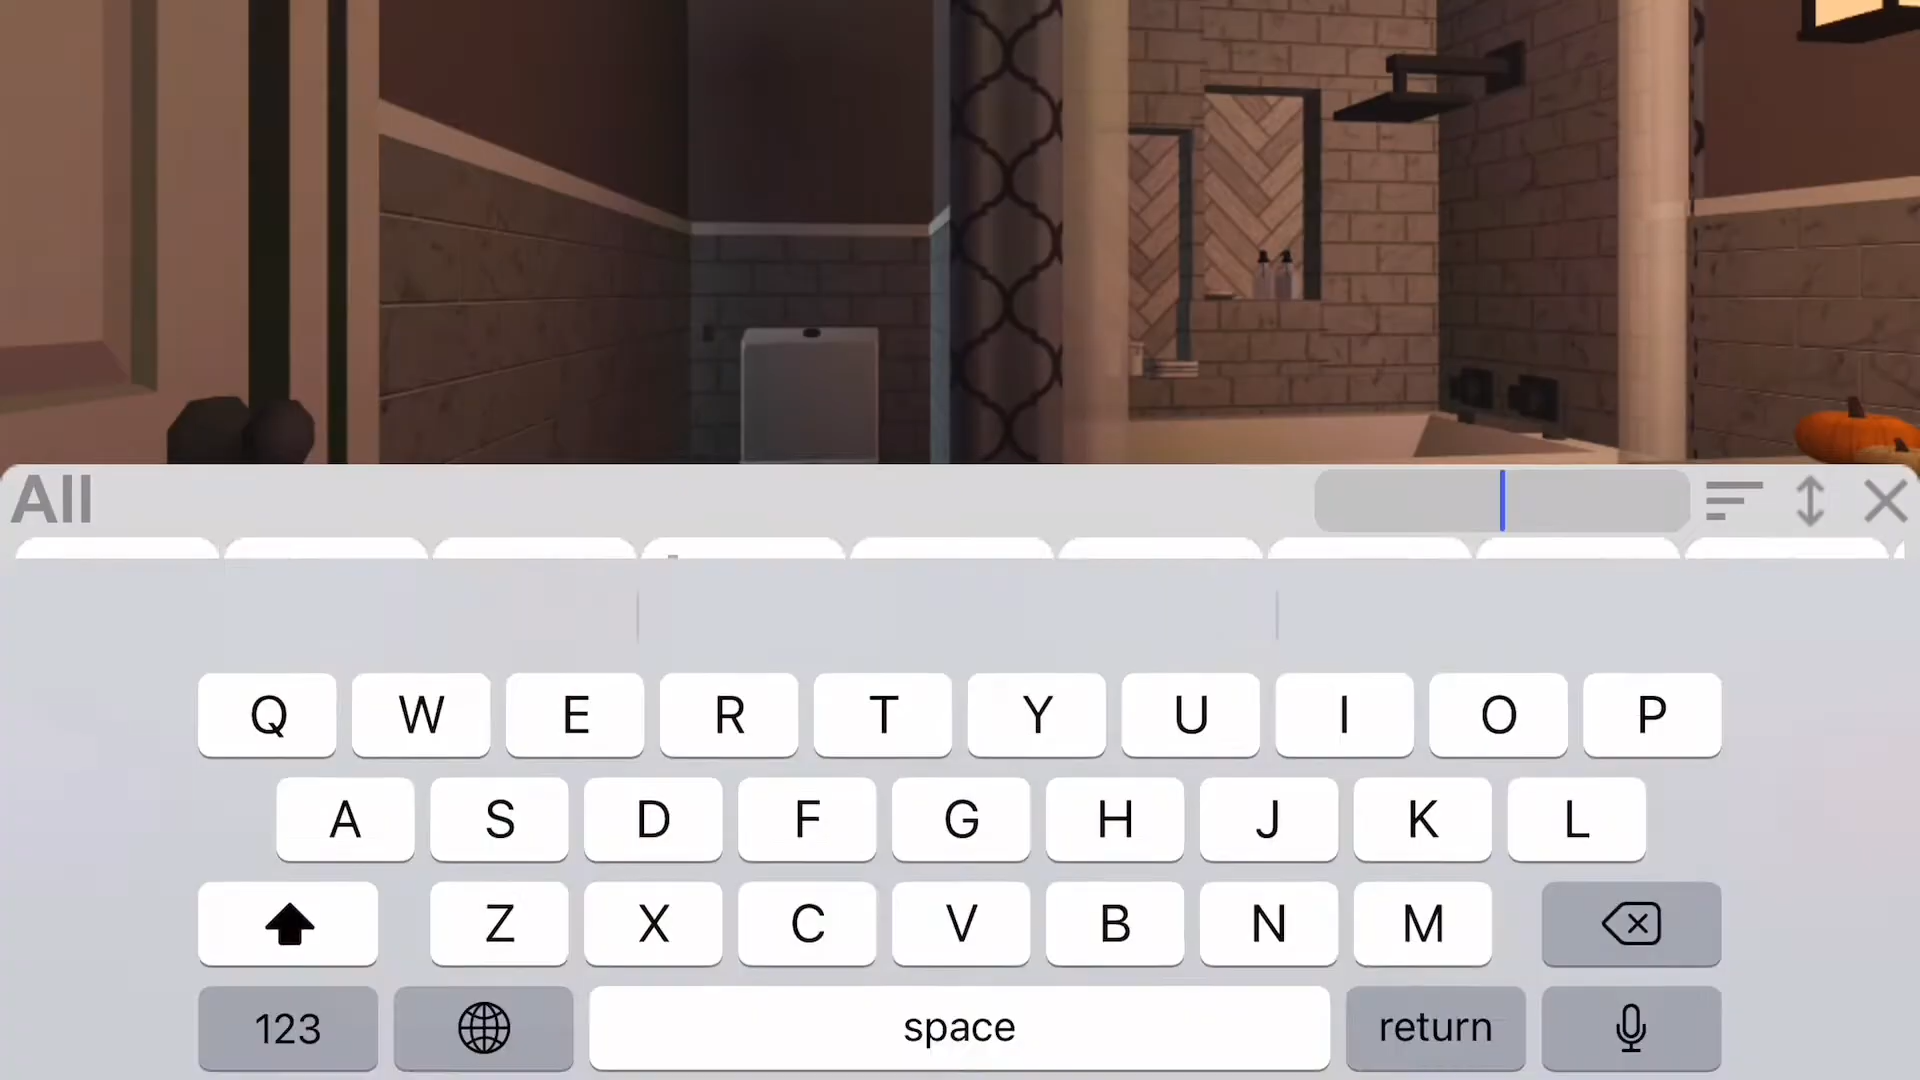 All
Q W E R T Y U I O P
A S D F G H J K L
Z X C V B N M
123 space return